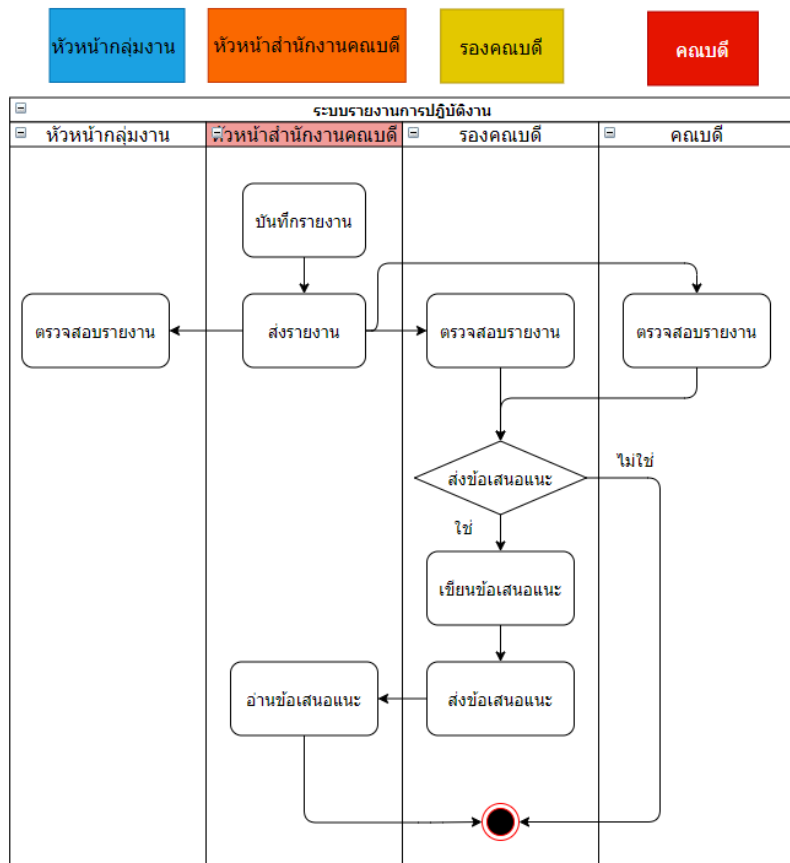 หัวหน้ากลุ่มงาน
หัวหน้าสำนักงานคณบดี
รองคณบดี
คณบดี
ระบบรายงานการปฏิบัติงาน
หัวหน้ากลุ่มงาน
หัวหน้าสำนักงานคณบดี
รองคณบดี
คณบดี
บันทึกรายงาน
ตรวจสอบรายงาน
ส่งรายงาน
ตรวจสอบรายงาน
ตรวจสอบรายงาน
ส่งข้อเสนอแนะ
ไม่ใช่
ใช่
เขียนข้อเสนอแนะ
อ่านข้อเสนอแนะ
ส่งข้อเสนอแนะ